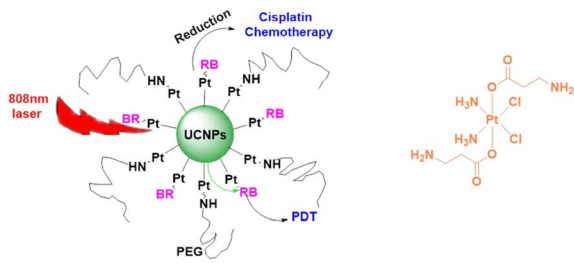 Reduction
Cisplatin
Chemotherapy
RB
HN
Pt
NH
Pt
Pt
808nm
laser
BR
Pt
Pt
RB
UCNPs
HN
Pt
Pt
NH
Pt
BR
Pt
Pt
RB
NH
PDT
PEG
O
O
NH2
H3N
Cl
Pt
H3N
Cl
O
H2N
O